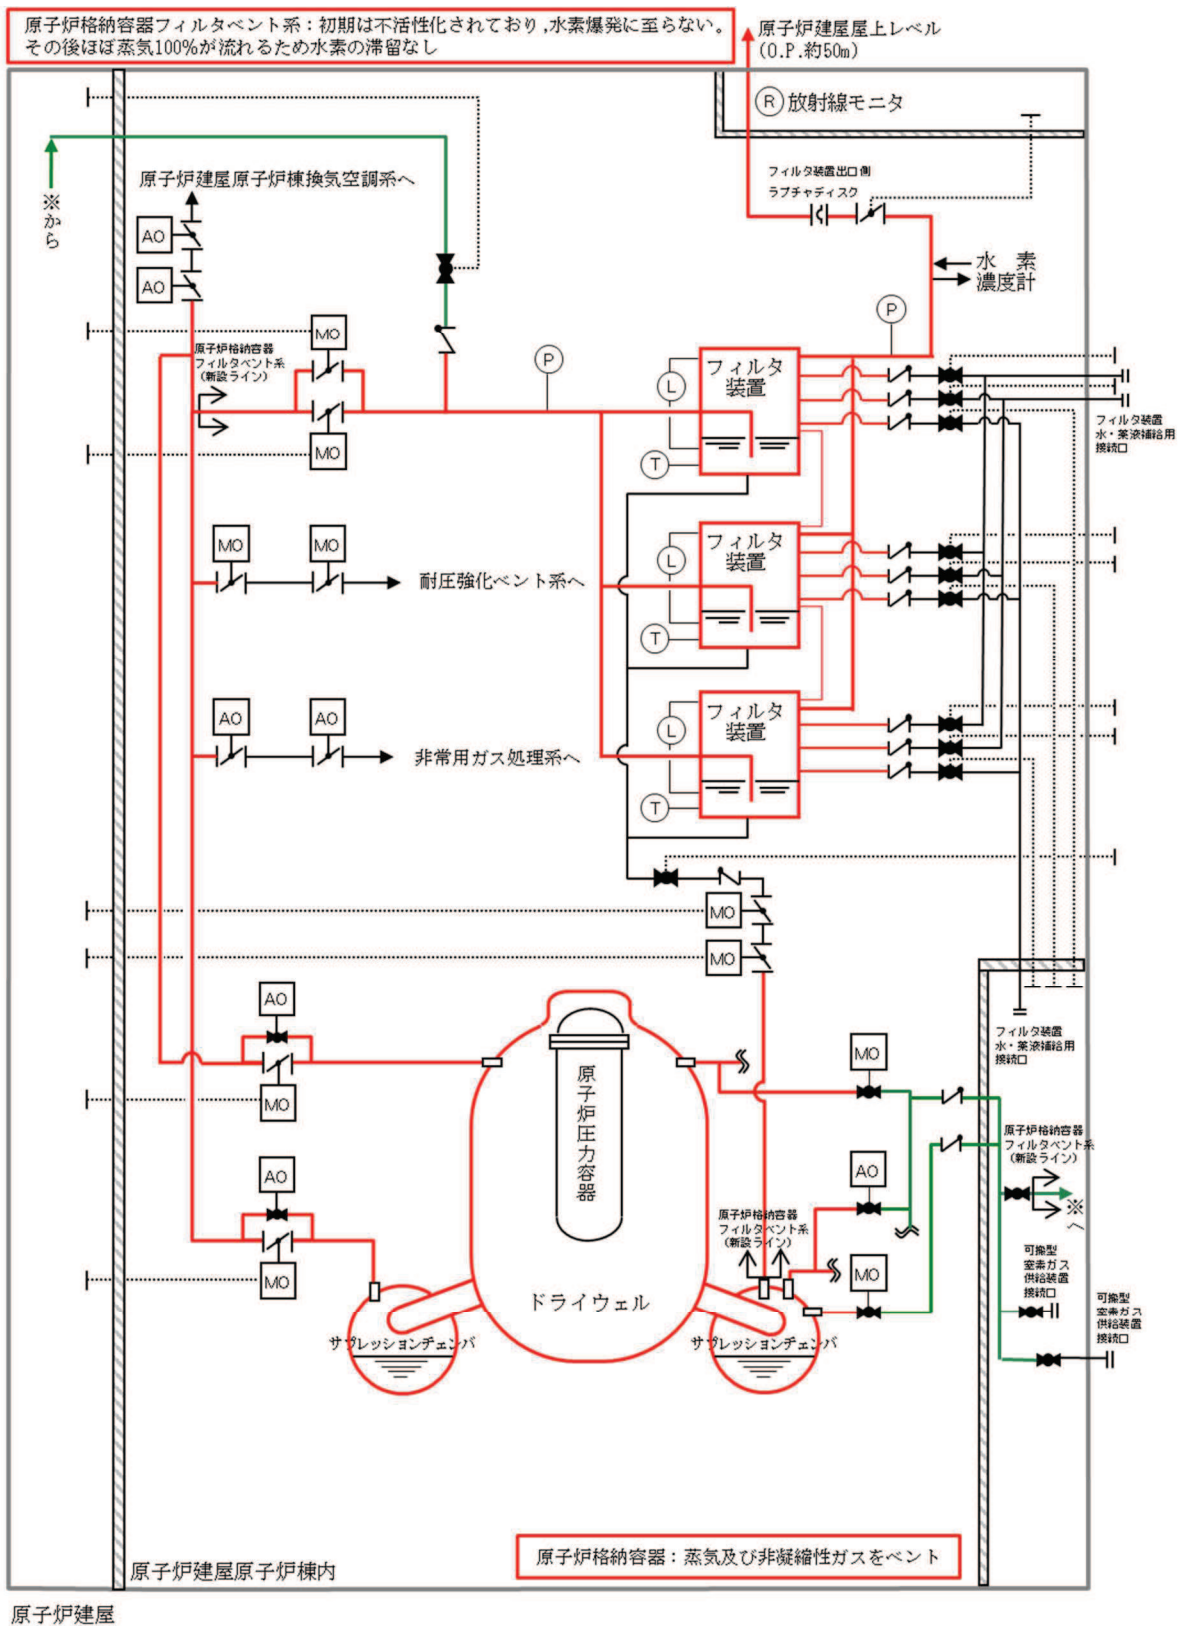 原子炉格納容器フィルタベント系：初期は不活性化されており,水素爆発に至らない。
その後ほぼ蒸気100%が流れるため水素の滞留なし
原子炉建屋屋上レベル
(O.P.約50m)
R 放射線モニタ
※から
原子炉建屋原子炉棟換気空調系へ
フィルタ装置出口側
ラプチャディスク
AO
AO
水 素
濃度計
P
P
MO
原子炉格納容器
フィルタベント系
(新設ライン)
MO
フィルタ
装置
L
T
フィルタ装置
水・薬液補給用
接続口
MO
MO
耐圧強化ベント系へ
フィルタ
装置
L
T
AO
AO
非常用ガス処理系へ
フィルタ
装置
L
T
MO
MO
AO
MO
原子炉圧力容器
フィルタ装置
水・薬液補給用
接続口
MO
原子炉格納容器
フィルタベント系
(新設ライン)
※へ
AO
MO
AO
原子炉格納容器
フィルタベント系
(新設ライン)
MO
可搬型
窒素ガス
供給装置
接続口
可搬型
窒素ガス
供給装置
接続口
ドライウェル
サプレッションチェンバ
サプレッションチェンバ
原子炉格納容器：蒸気及び非凝縮性ガスをベント
原子炉建屋原子炉棟内
原子炉建屋